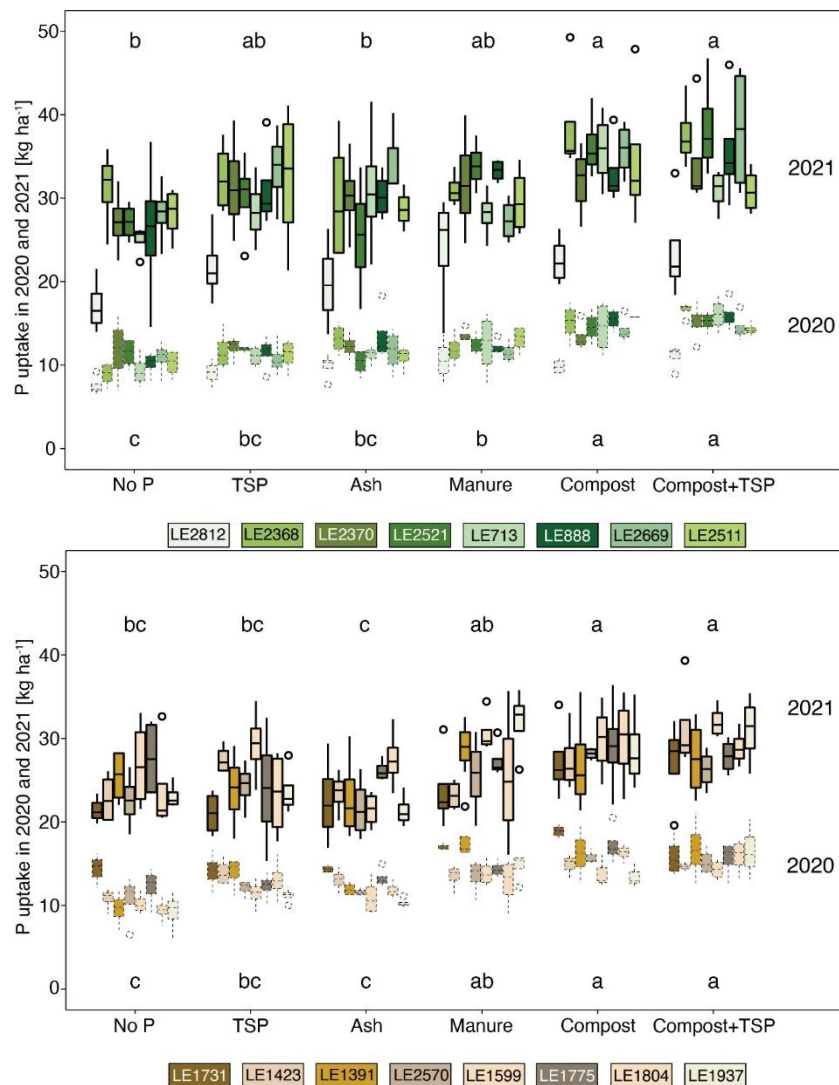 50
b ab b ab a a
P uptake in 2020 and 2021 [kg ha⁻¹]
40
2021
30
20
2020
10
0
c bc bc b a a
No P TSP Ash Manure Compost Compost+TSP
LE2812 LE2368 LE2370 LE2521 LE713 LE888 LE2669 LE2511
50
bc bc c ab a a
P uptake in 2020 and 2021 [kg ha⁻¹]
40
2021
30
20
2020
10
0
c bc c ab a a
No P TSP Ash Manure Compost Compost+TSP
LE1731 LE1423 LE1391 LE2570 LE1599 LE1775 LE1804 LE1937